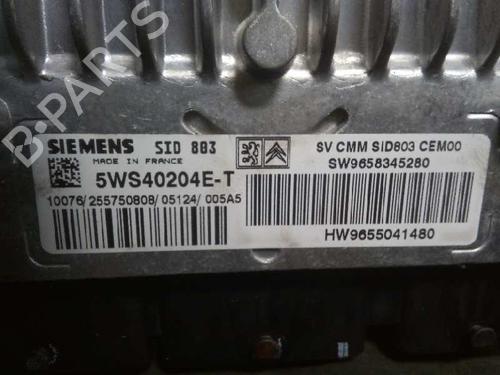 B-PARTS
SIEMENS SID 803
MADE IN FRANCE
5WS40204E-T
10076/255750808/05124/005A5
SV CMM SID803 CEM00
SW9658345280
HW9655041480